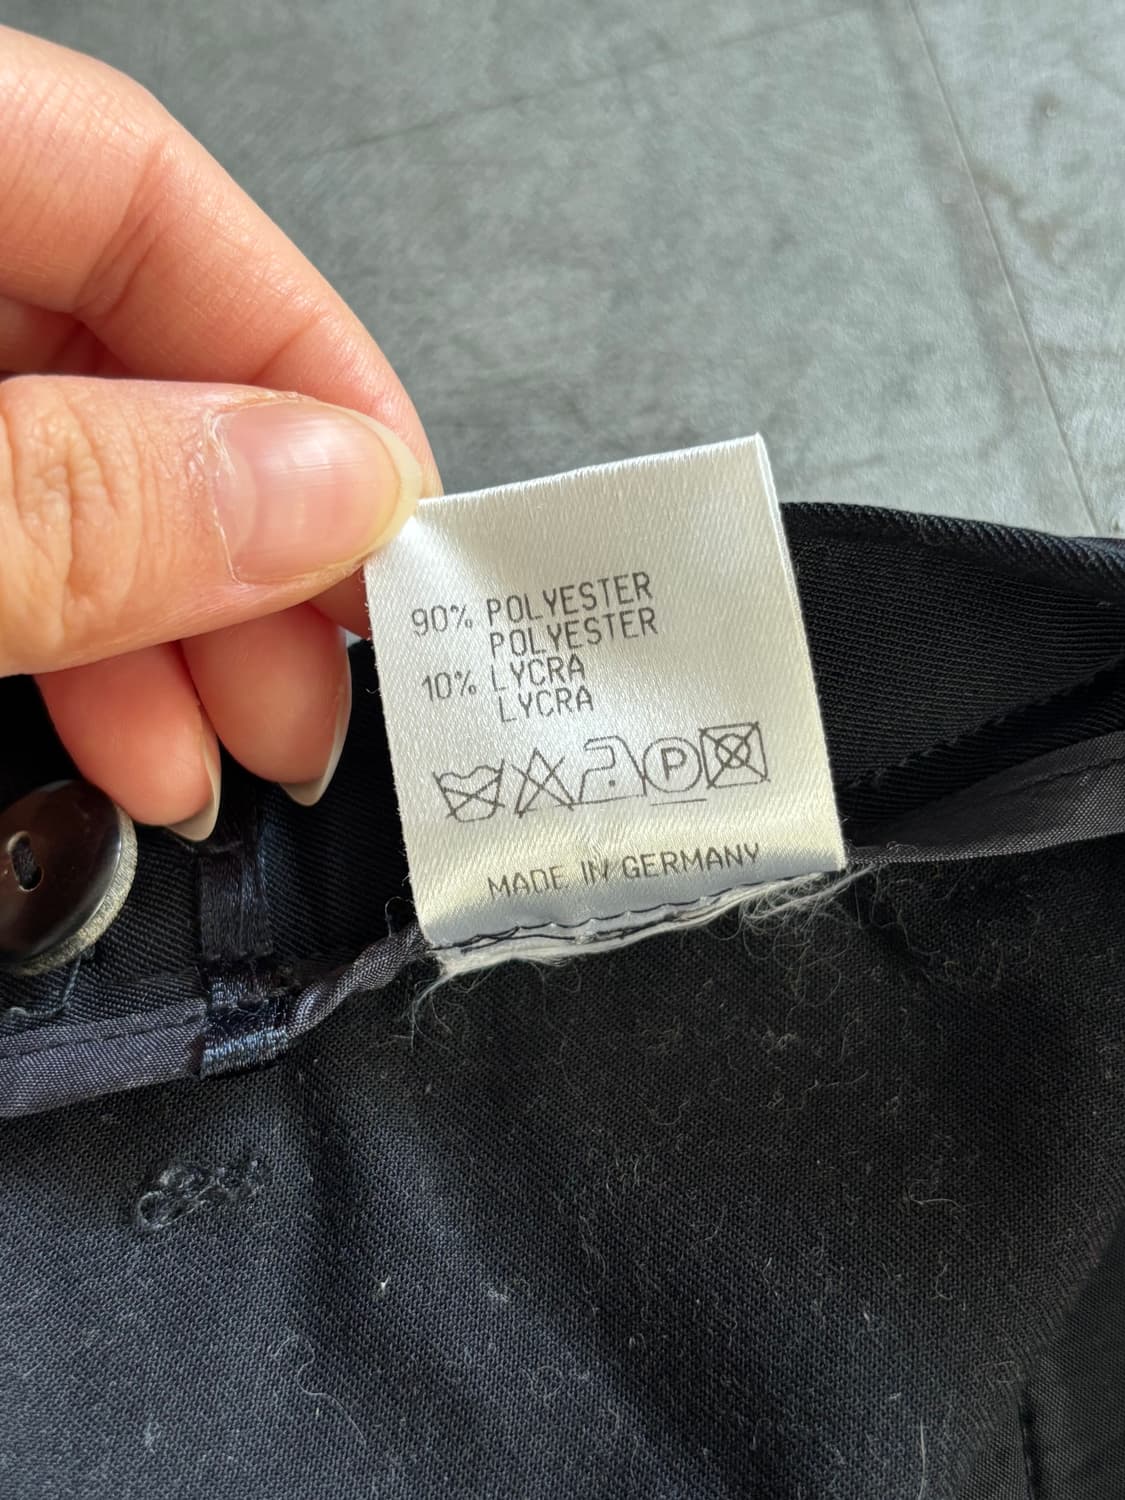 90% POLYESTER
POLYESTER
10% LYCRA
LYCRA
P
MADE IN GERMANY